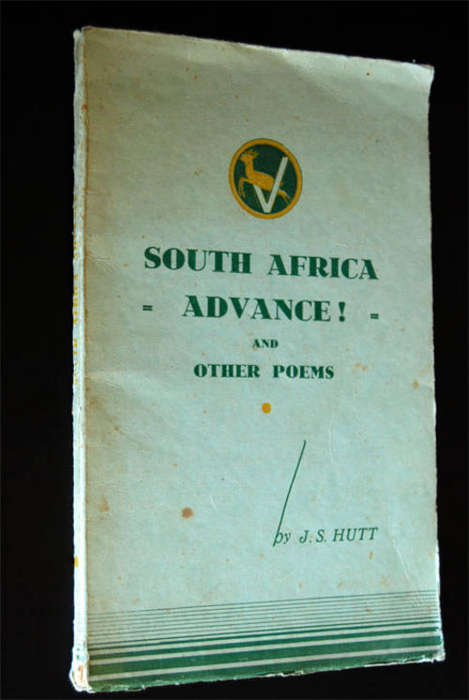 V
SOUTH AFRICA
= ADVANCE! =
AND
OTHER POEMS
by J. S. HUTT